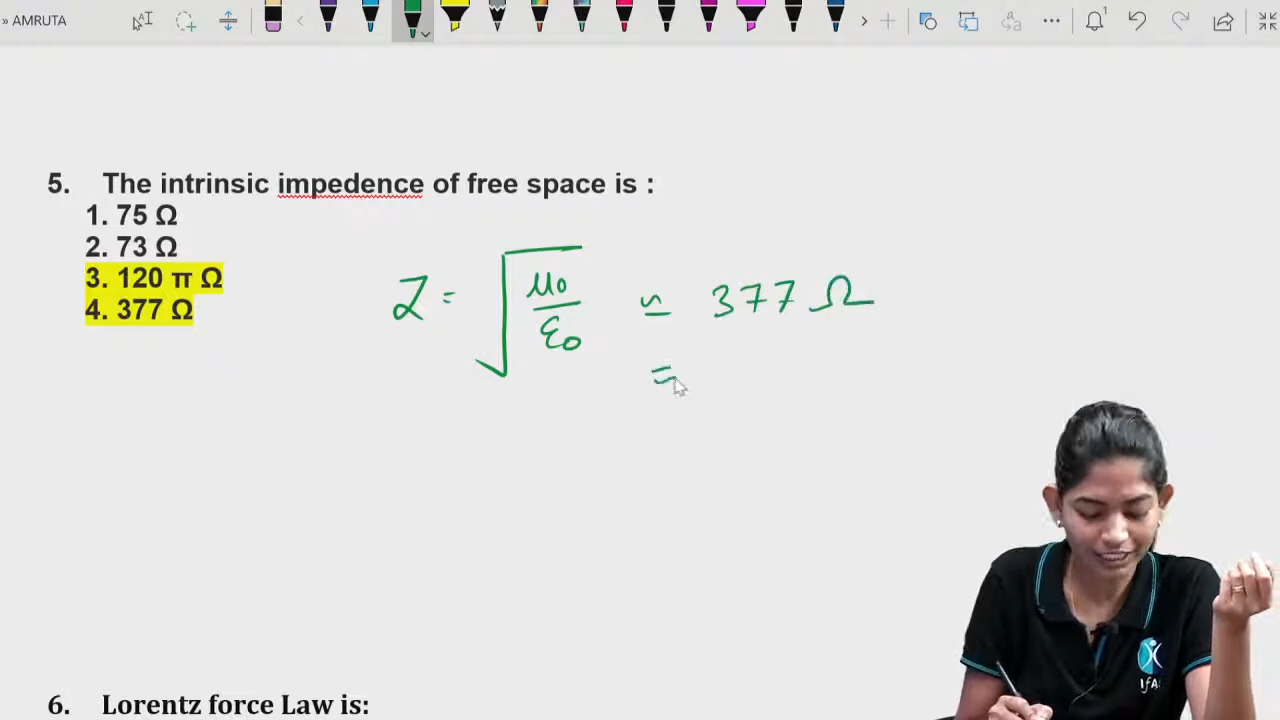 » AMRUTA
5. The intrinsic impedence of free space is :
1. 75 Ω
2. 73 Ω
3. 120 π Ω
4. 377 Ω
Z = √(μ0/ε0) ≃ 377 Ω
=
IfAS
6. Lorentz force Law is: